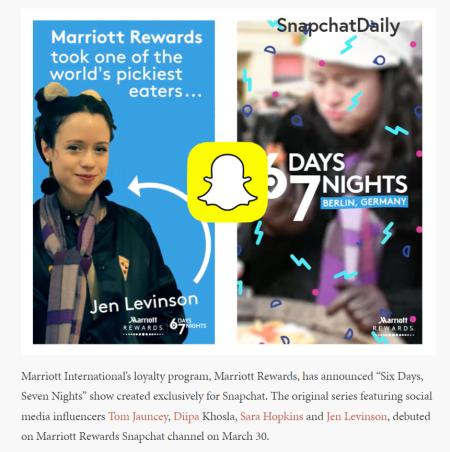 Marriott Rewards
took one of the
world's pickiest
eaters...
Jen Levinson
Marriott
REWARDS.
6 DAYS
7 NIGHTS
SnapchatDaily
6 DAYS
7 NIGHTS
BERLIN, GERMANY
Marriott
REWARDS.
Marriott International's loyalty program, Marriott Rewards, has announced “Six Days,
Seven Nights” show created exclusively for Snapchat. The original series featuring social
media influencers Tom Jauncey, Diipa Khosla, Sara Hopkins and Jen Levinson, debuted
on Marriott Rewards Snapchat channel on March 30.